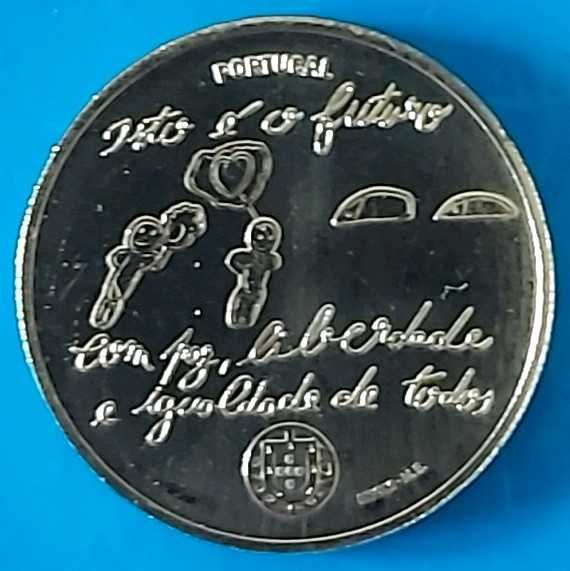 PORTUGAL
Isto é o futuro
com paz, liberdade
e igualdade de todos